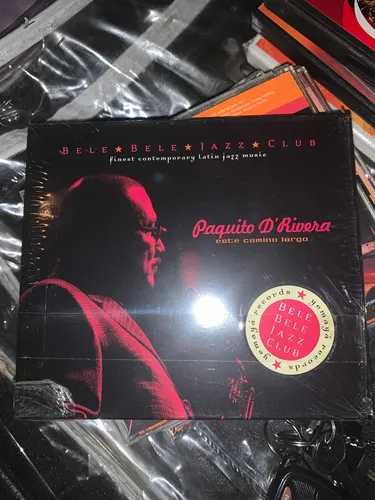 BELE★BELE★JAZZ★CLUB
finest contemporary latin jazz music
Paquito D'Rivera
este camino largo
yemayá records ★ yemayá records ★
BELE
BELE
JAZZ
CLUB